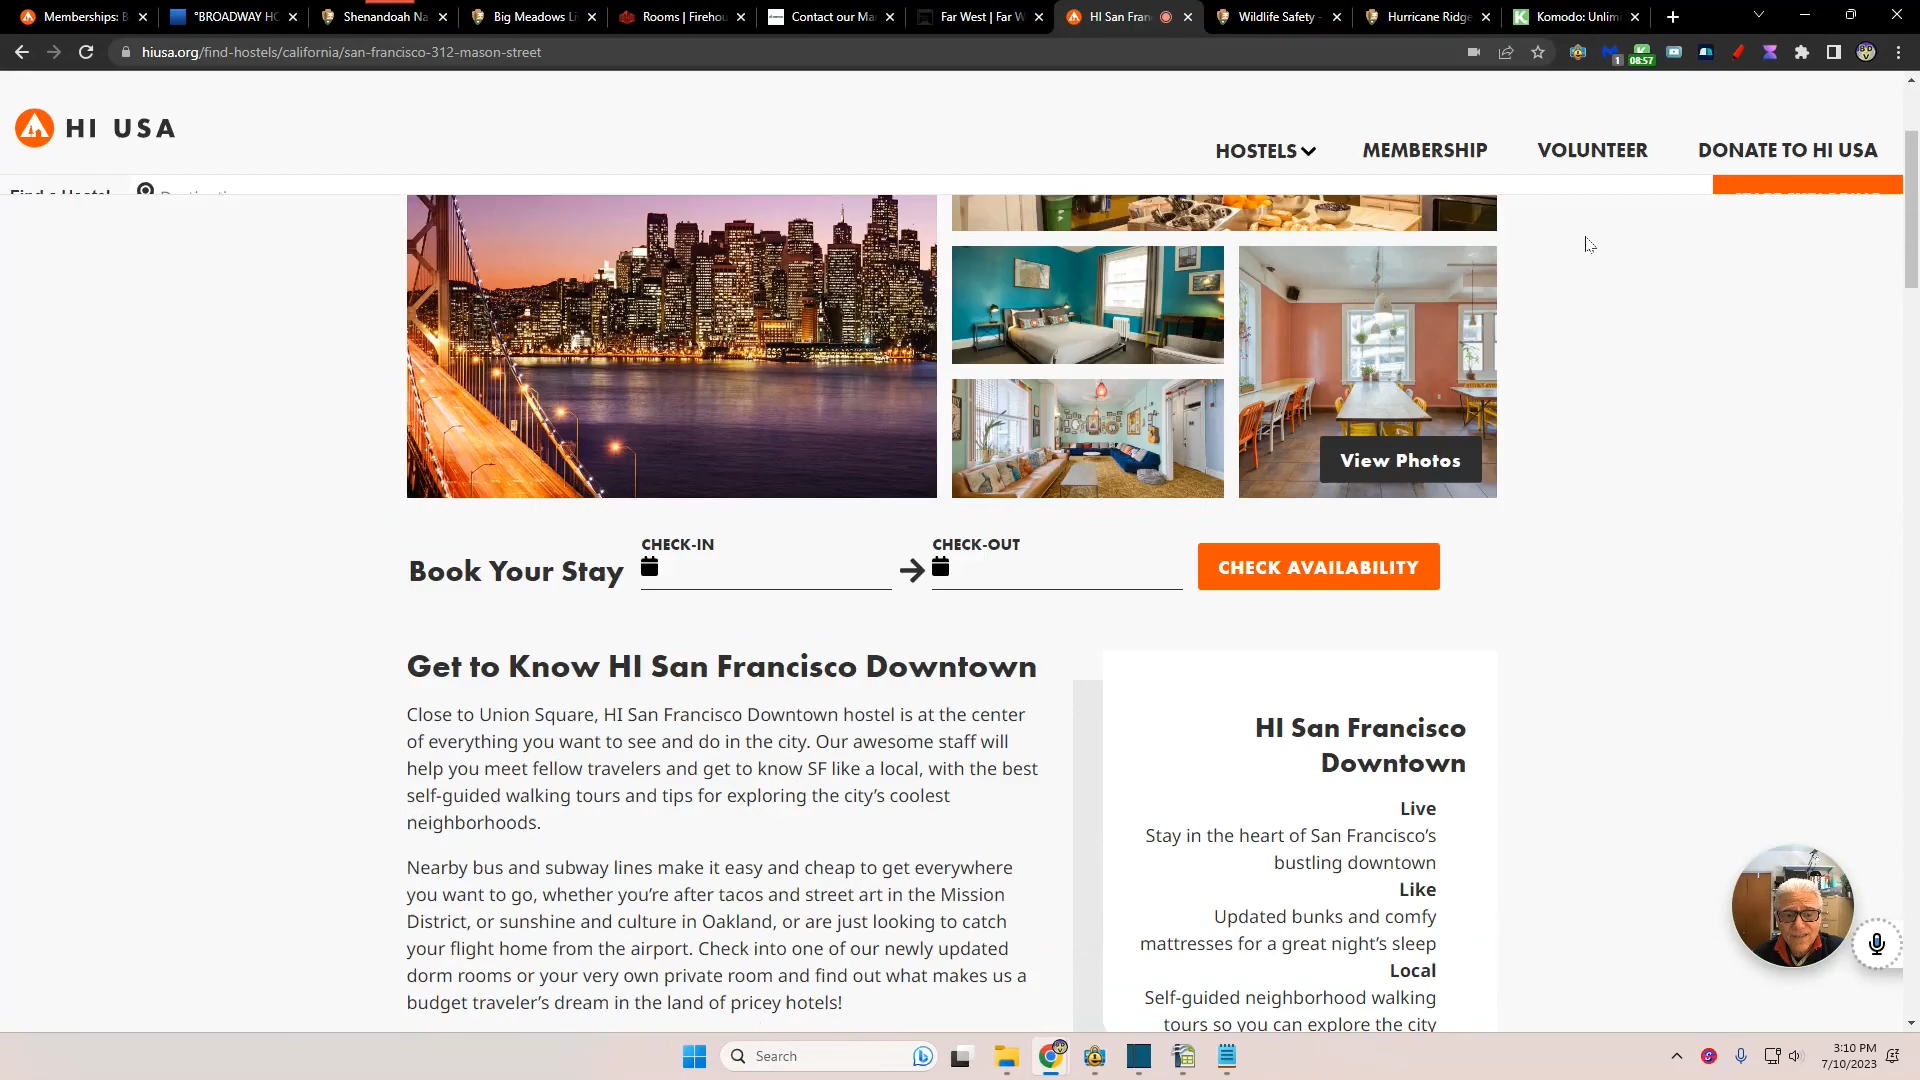 Memberships: B
°BROADWAY HO
Shenandoah Na
Big Meadows L
Rooms | Firehou
Contact our Ma
Far West | Far W
HI San Fran
Wildlife Safety -
Hurricane Ridge
Komodo: Unlim
hiusa.org/find-hostels/california/san-francisco-312-mason-street
1
08:57
HI USA
HOSTELS
MEMBERSHIP
VOLUNTEER
DONATE TO HI USA
Find a Hostel
View Photos
Book Your Stay
CHECK-IN
CHECK-OUT
CHECK AVAILABILITY
Get to Know HI San Francisco Downtown
Close to Union Square, HI San Francisco Downtown hostel is at the center
of everything you want to see and do in the city. Our awesome staff will
help you meet fellow travelers and get to know SF like a local, with the best
self-guided walking tours and tips for exploring the city’s coolest
neighborhoods.
Nearby bus and subway lines make it easy and cheap to get everywhere
you want to go, whether you’re after tacos and street art in the Mission
District, or sunshine and culture in Oakland, or are just looking to catch
your flight home from the airport. Check into one of our newly updated
dorm rooms or your very own private room and find out what makes us a
budget traveler’s dream in the land of pricey hotels!
HI San Francisco
Downtown
Live
Stay in the heart of San Francisco’s
bustling downtown
Like
Updated bunks and comfy
mattresses for a great night’s sleep
Local
Self-guided neighborhood walking
tours so you can explore the city
Search
3:10 PM
7/10/2023